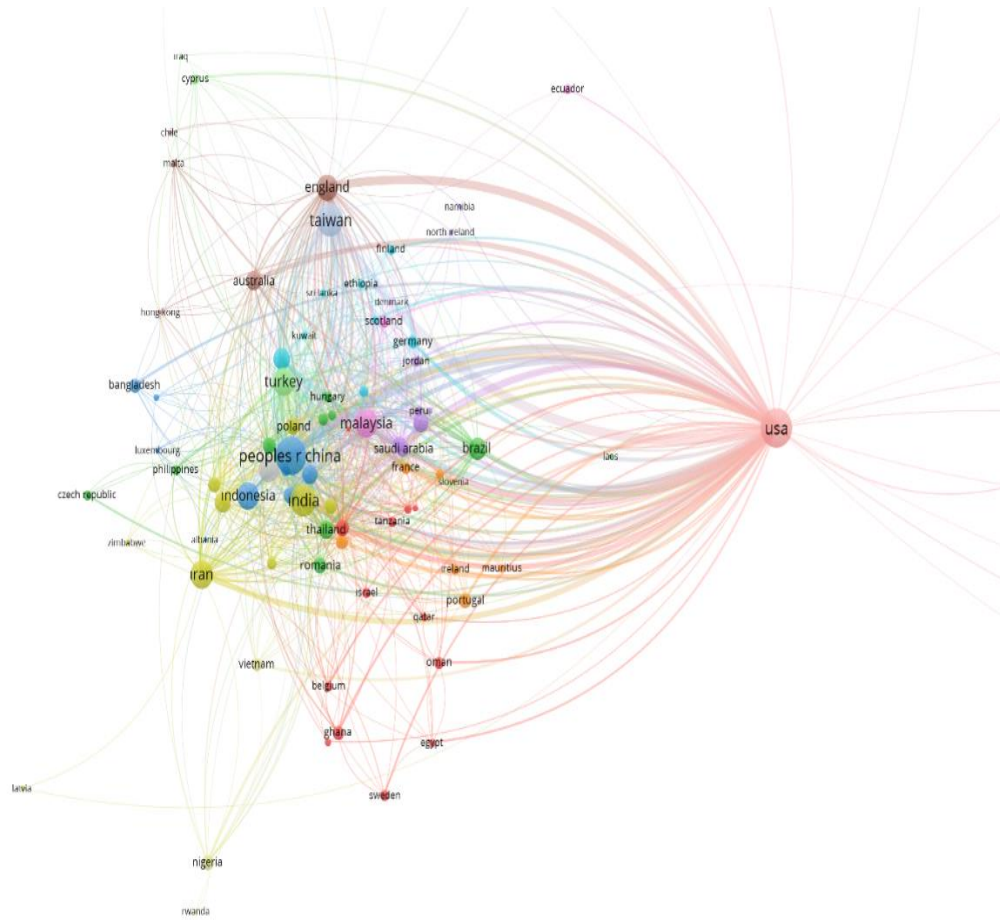 iraq
cyprus
ecuador
chile
malta
england
namibia
taiwan
north ireland
finland
australia
ethiopia
sri lanka
denmark
hong kong
scotland
kuwait
germany
jordan
turkey
bangladesh
hungary
peru
malaysia
poland
usa
saudi arabia
brazil
luxembourg
peoples r china
laos
philippines
france
slovenia
czech republic
indonesia
india
tanzania
thailand
albania
zimbabwe
romania
ireland
mauritius
iran
israel
portugal
qatar
vietnam
oman
belgium
ghana
egypt
latvia
sweden
nigeria
rwanda